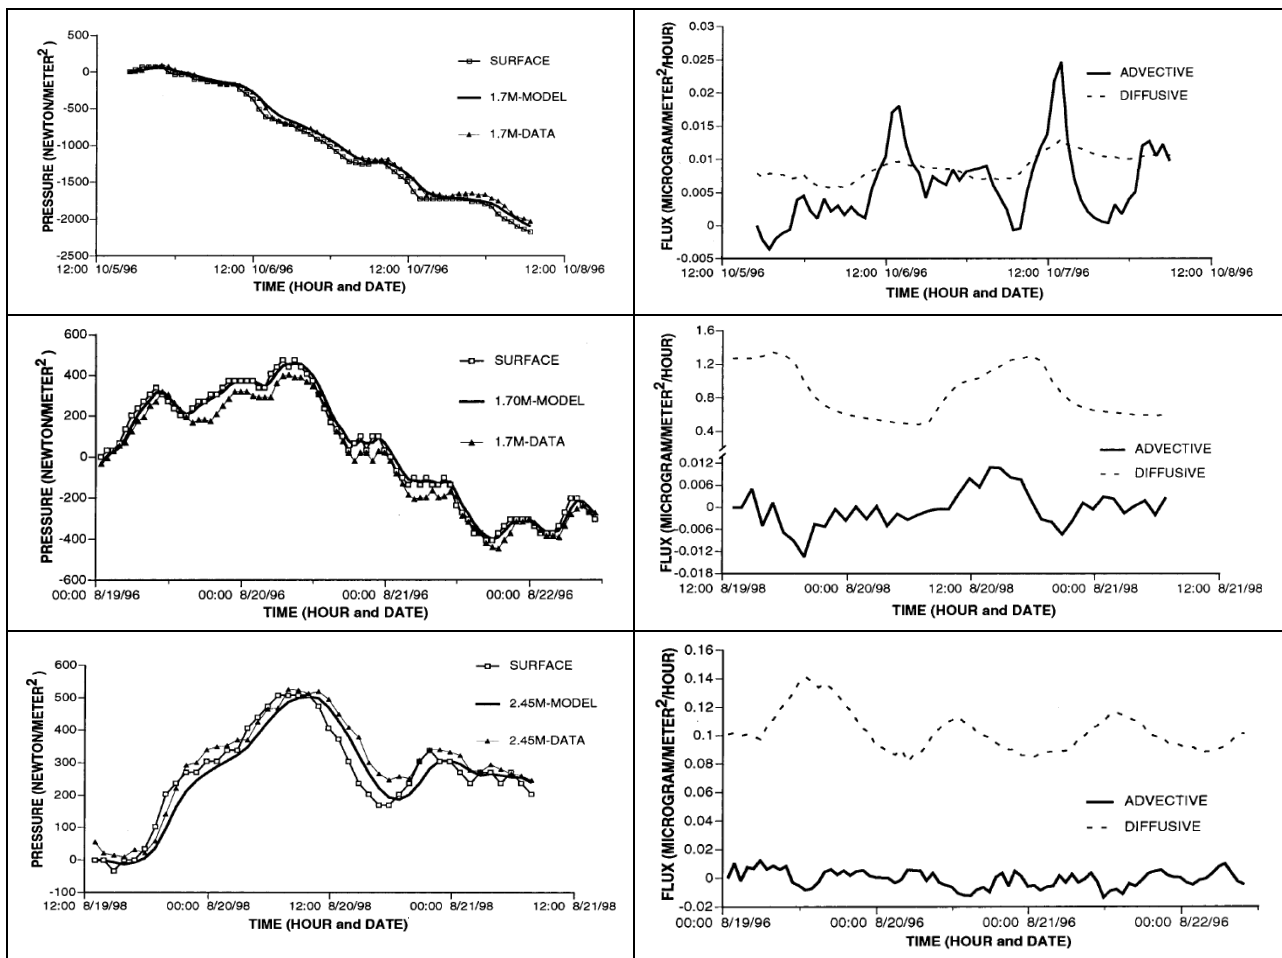 500
0
-500
-1000
-1500
-2000
-2500
PRESSURE (NEWTON/METER2)
SURFACE
1.7M-MODEL
1.7M-DATA
12:00 10/5/96 12:00 10/6/96 12:00 10/7/96 12:00 10/8/96
TIME (HOUR and DATE)
0.03
0.025
0.02
0.015
0.01
0.005
0
-0.005
FLUX (MICROGRAM/METER2/HOUR)
ADVECTIVE
DIFFUSIVE
12:00 10/5/96 12:00 10/6/96 12:00 10/7/96 12:00 10/8/96
TIME (HOUR and DATE)
600
400
200
0
-200
-400
-600
PRESSURE (NEWTON/METER2)
SURFACE
1.70M-MODEL
1.7M-DATA
00:00 8/19/96 00:00 8/20/96 00:00 8/21/96 00:00 8/22/96
TIME (HOUR and DATE)
1.6
1.2
0.8
0.4
0.012
0.006
0
-0.006
-0.012
-0.018
FLUX (MICROGRAM/METER2/HOUR)
ADVECTIVE
DIFFUSIVE
12:00 8/19/98 00:00 8/20/98 12:00 8/20/98 00:00 8/21/98 12:00 8/21/98
TIME (HOUR and DATE)
600
500
400
300
200
100
0
-100
PRESSURE (NEWTON/METER2)
SURFACE
2.45M-MODEL
2.45M-DATA
12:00 8/19/98 00:00 8/20/98 12:00 8/20/98 00:00 8/21/98 12:00 8/21/98
TIME (HOUR and DATE)
0.16
0.14
0.12
0.1
0.08
0.06
0.04
0.02
0
-0.02
FLUX (MICROGRAM/METER2/HOUR)
ADVECTIVE
DIFFUSIVE
00:00 8/19/96 00:00 8/20/96 00:00 8/21/96 00:00 8/22/96
TIME (HOUR and DATE)